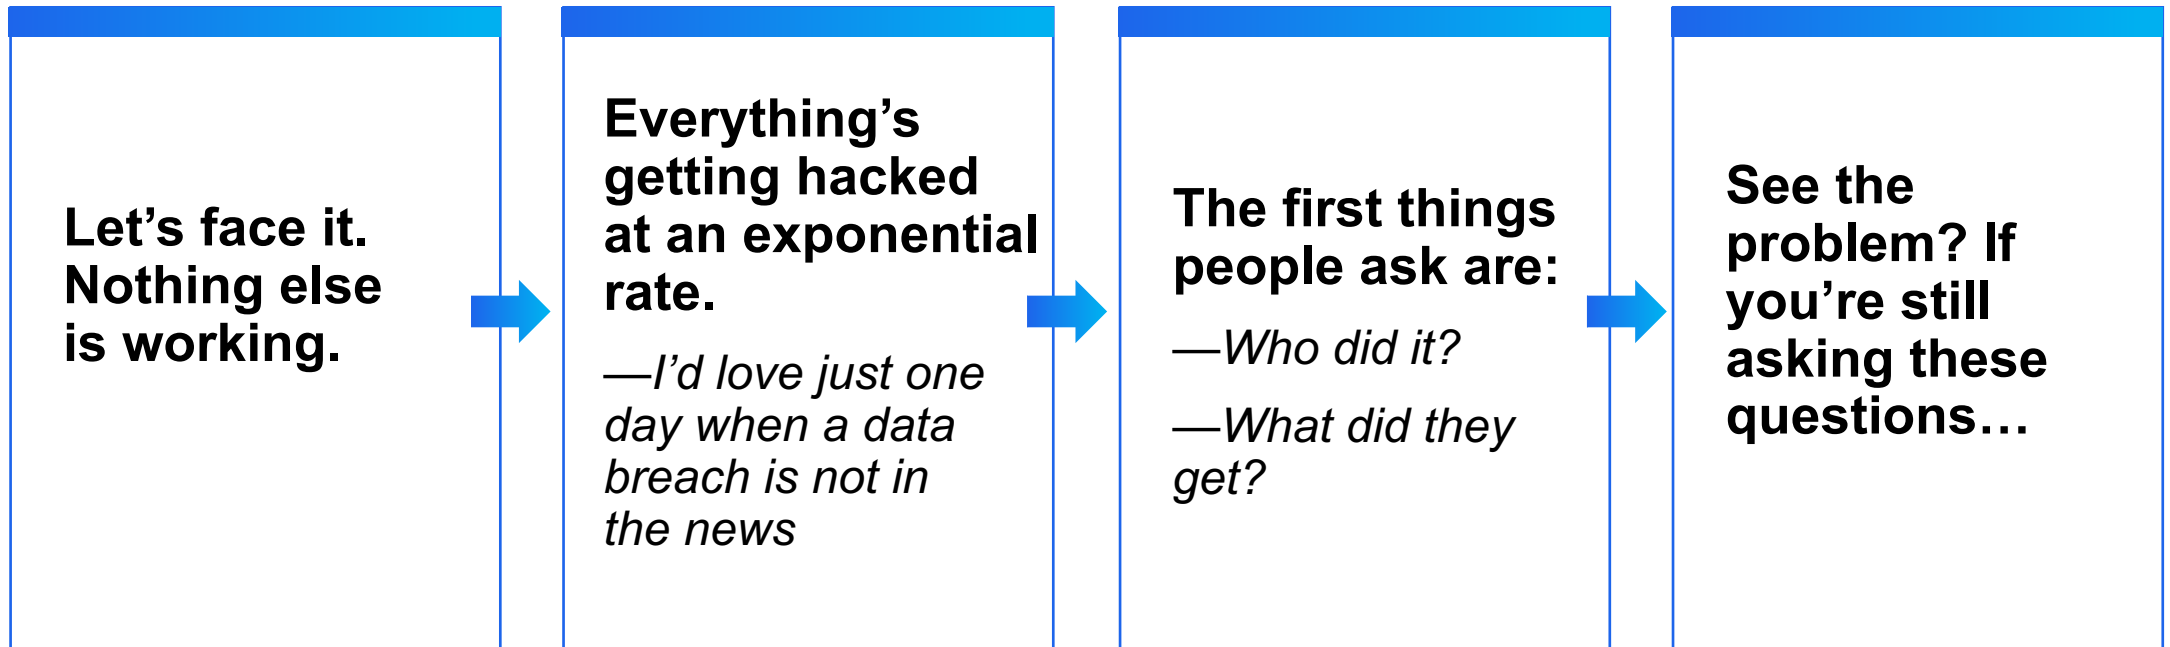 Let’s face it.
Nothing else
is working.
Everything’s
getting hacked
at an exponential
rate.
—I’d love just one
day when a data
breach is not in
the news
The first things
people ask are:
—Who did it?
—What did they
get?
See the
problem? If
you’re still
asking these
questions…